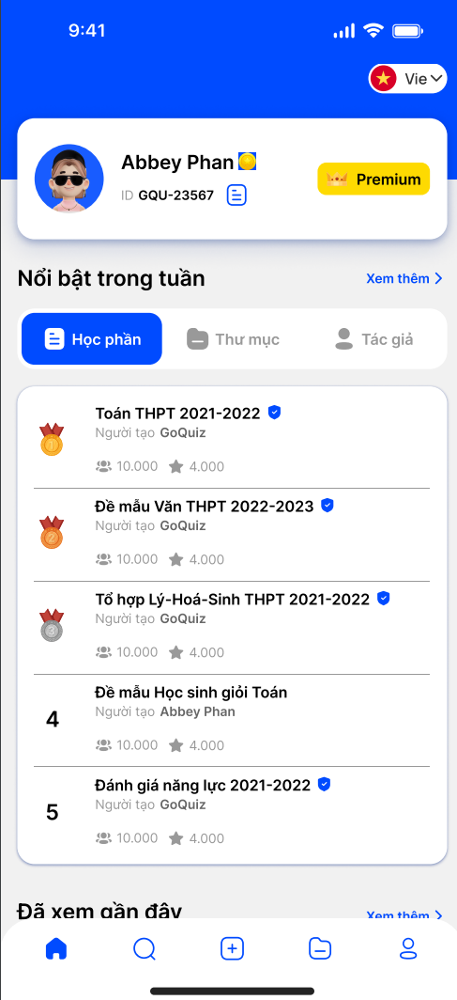 9:41
Vie
Abbey Phan
ID GQU-23567
Premium
Nổi bật trong tuần
Xem thêm
Học phần
Thư mục
Tác giả
1
Toán THPT 2021-2022
Người tạo GoQuiz
10.000 4.000
2
Đề mẫu Văn THPT 2022-2023
Người tạo GoQuiz
10.000 4.000
3
Tổ hợp Lý-Hoá-Sinh THPT 2021-2022
Người tạo GoQuiz
10.000 4.000
4
Đề mẫu Học sinh giỏi Toán
Người tạo Abbey Phan
10.000 4.000
5
Đánh giá năng lực 2021-2022
Người tạo GoQuiz
10.000 4.000
Đã xem gần đây
Xem thêm